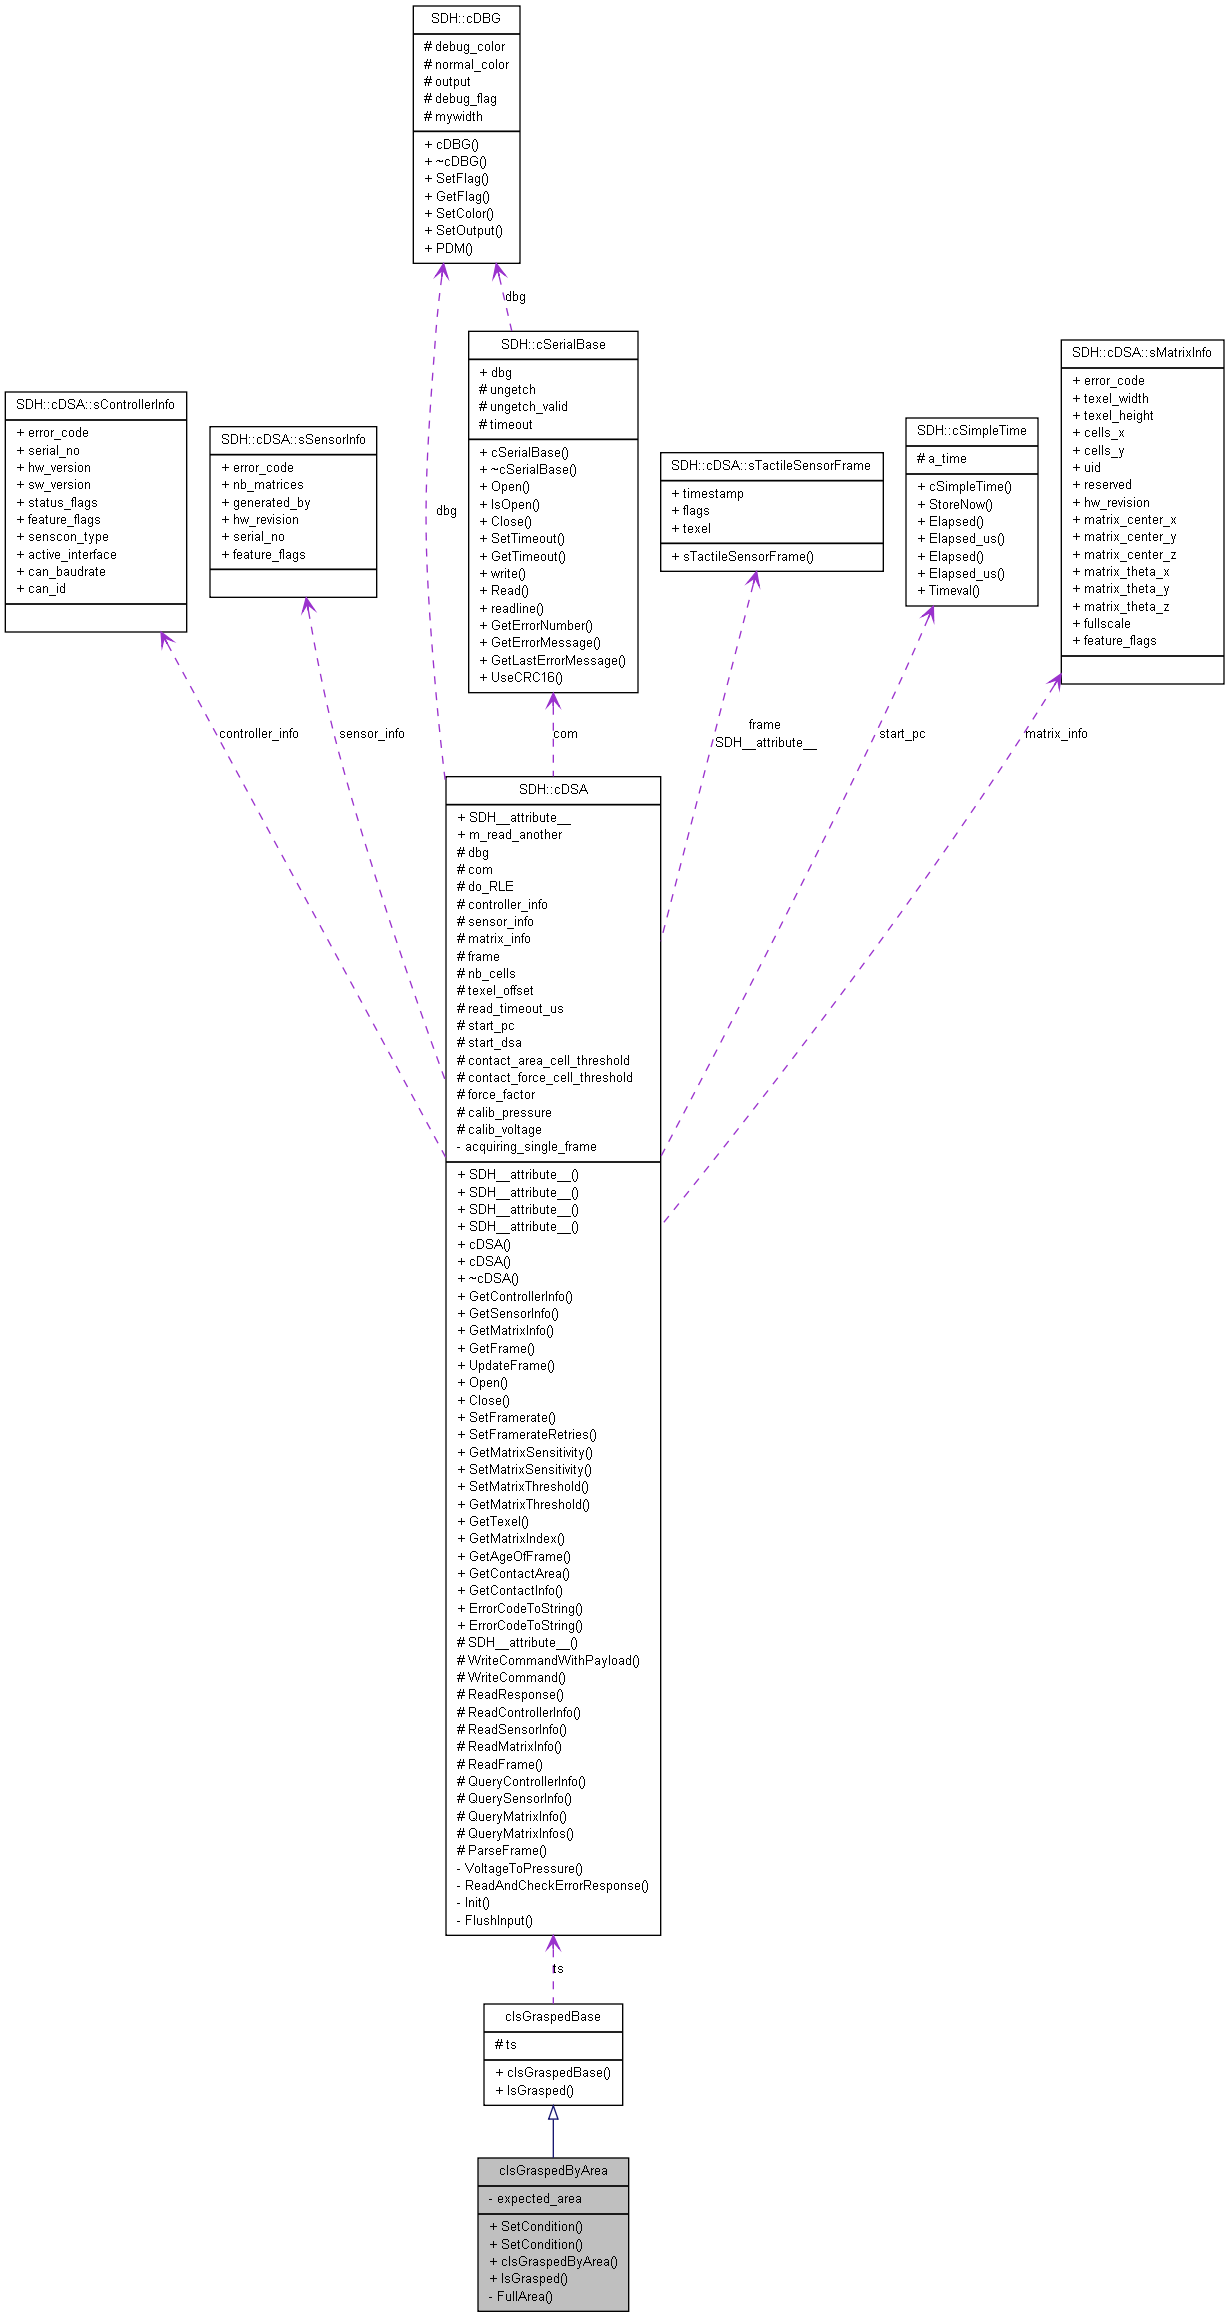 SDH::cDBG
# debug_color
# normal_color
# output
# debug_flag
# mywidth
+ cDBG()
+ ~cDBG()
+ SetFlag()
+ GetFlag()
+ SetColor()
+ SetOutput()
+ PDM()
dbg
dbg
SDH::cSerialBase
+ dbg
# ungetch
# ungetch_valid
# timeout
+ cSerialBase()
+ ~cSerialBase()
+ Open()
+ IsOpen()
+ Close()
+ SetTimeout()
+ GetTimeout()
+ write()
+ Read()
+ readline()
+ GetErrorNumber()
+ GetErrorMessage()
+ GetLastErrorMessage()
+ UseCRC16()
SDH::cDSA::sControllerInfo
+ error_code
+ serial_no
+ hw_version
+ sw_version
+ status_flags
+ feature_flags
+ senscon_type
+ active_interface
+ can_baudrate
+ can_id
SDH::cDSA::sSensorInfo
+ error_code
+ nb_matrices
+ generated_by
+ hw_revision
+ serial_no
+ feature_flags
SDH::cDSA::sTactileSensorFrame
+ timestamp
+ flags
+ texel
+ sTactileSensorFrame()
SDH::cSimpleTime
# a_time
+ cSimpleTime()
+ StoreNow()
+ Elapsed()
+ Elapsed_us()
+ Elapsed()
+ Elapsed_us()
+ Timeval()
SDH::cDSA::sMatrixInfo
+ error_code
+ texel_width
+ texel_height
+ cells_x
+ cells_y
+ uid
+ reserved
+ hw_revision
+ matrix_center_x
+ matrix_center_y
+ matrix_center_z
+ matrix_theta_x
+ matrix_theta_y
+ matrix_theta_z
+ fullscale
+ feature_flags
controller_info
sensor_info
com
frame
SDH__attribute__
start_pc
matrix_info
SDH::cDSA
+ SDH__attribute__
+ m_read_another
# dbg
# com
# do_RLE
# controller_info
# sensor_info
# matrix_info
# frame
# nb_cells
# texel_offset
# read_timeout_us
# start_pc
# start_dsa
# contact_area_cell_threshold
# contact_force_cell_threshold
# force_factor
# calib_pressure
# calib_voltage
- acquiring_single_frame
+ SDH__attribute__()
+ SDH__attribute__()
+ SDH__attribute__()
+ SDH__attribute__()
+ cDSA()
+ cDSA()
+ ~cDSA()
+ GetControllerInfo()
+ GetSensorInfo()
+ GetMatrixInfo()
+ GetFrame()
+ UpdateFrame()
+ Open()
+ Close()
+ SetFramerate()
+ SetFramerateRetries()
+ GetMatrixSensitivity()
+ SetMatrixSensitivity()
+ SetMatrixThreshold()
+ GetMatrixThreshold()
+ GetTexel()
+ GetMatrixIndex()
+ GetAgeOfFrame()
+ GetContactArea()
+ GetContactInfo()
+ ErrorCodeToString()
+ ErrorCodeToString()
# SDH__attribute__()
# WriteCommandWithPayload()
# WriteCommand()
# ReadResponse()
# ReadControllerInfo()
# ReadSensorInfo()
# ReadMatrixInfo()
# ReadFrame()
# QueryControllerInfo()
# QuerySensorInfo()
# QueryMatrixInfo()
# QueryMatrixInfos()
# ParseFrame()
- VoltageToPressure()
- ReadAndCheckErrorResponse()
- Init()
- FlushInput()
ts
cIsGraspedBase
# ts
+ cIsGraspedBase()
+ IsGrasped()
cIsGraspedByArea
- expected_area
+ SetCondition()
+ SetCondition()
+ cIsGraspedByArea()
+ IsGrasped()
- FullArea()